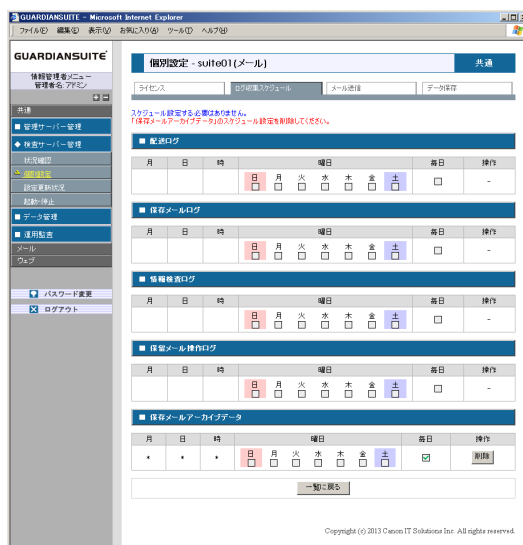 GUARDIANSUITE - Microsoft Internet Explorer
ファイル(F) 編集(E) 表示(V) お気に入り(A) ツール(T) ヘルプ(H)
GUARDIANSUITE
情報管理者メニュー
管理者名: アドミン
共通
■ 管理サーバー管理
◆ 検査サーバー管理
状況確認
個別設定
設定更新状況
起動・停止
■ データ管理
■ 運用監査
メール
ウェブ
パスワード変更
ログアウト
個別設定 - suite01(メール) 共通
ライセンス ログ収集スケジュール メール送信 データ保存
スケジュール設定する必要はありません。
「保存メールアーカイブデータ」のスケジュール設定を削除してください。
■ 配送ログ
月 日 時 曜日 毎日 操作
日 月 火 水 木 金 土 -
■ 保存メールログ
月 日 時 曜日 毎日 操作
日 月 火 水 木 金 土 -
■ 情報検査ログ
月 日 時 曜日 毎日 操作
日 月 火 水 木 金 土 -
■ 保留メール操作ログ
月 日 時 曜日 毎日 操作
日 月 火 水 木 金 土 -
■ 保存メールアーカイブデータ
月 日 時 曜日 毎日 操作
* * * 日 月 火 水 木 金 土 削除
一覧に戻る
Copyright (c) 2013 Canon IT Solutions Inc. All rights reserved.